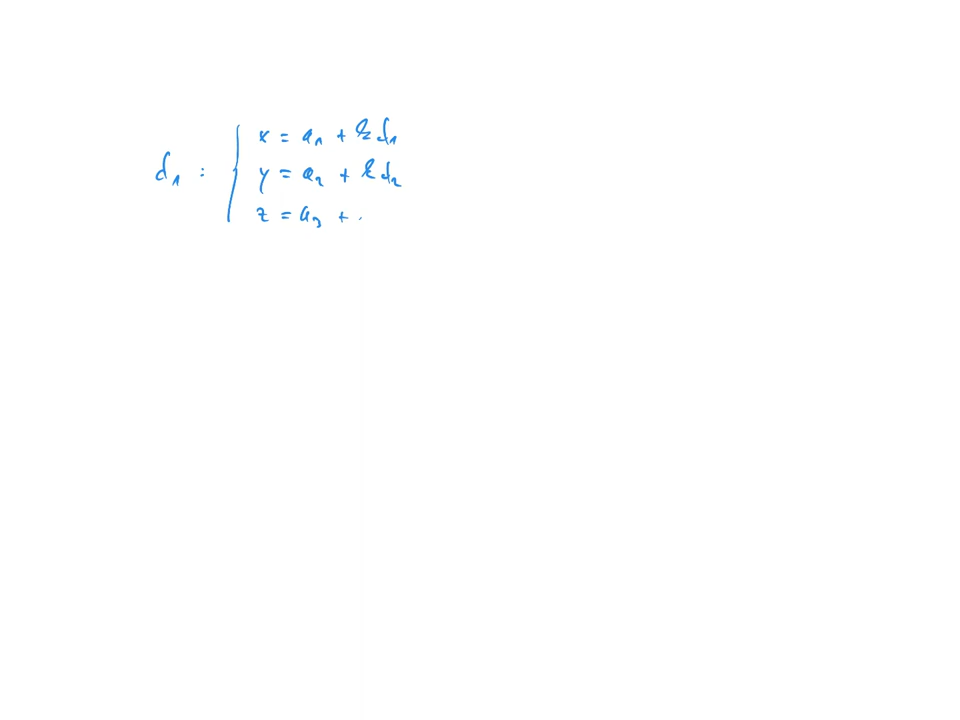 d₁ :
x = a₁ + k d₁
y = a₂ + k d₂
z = a₃ + .